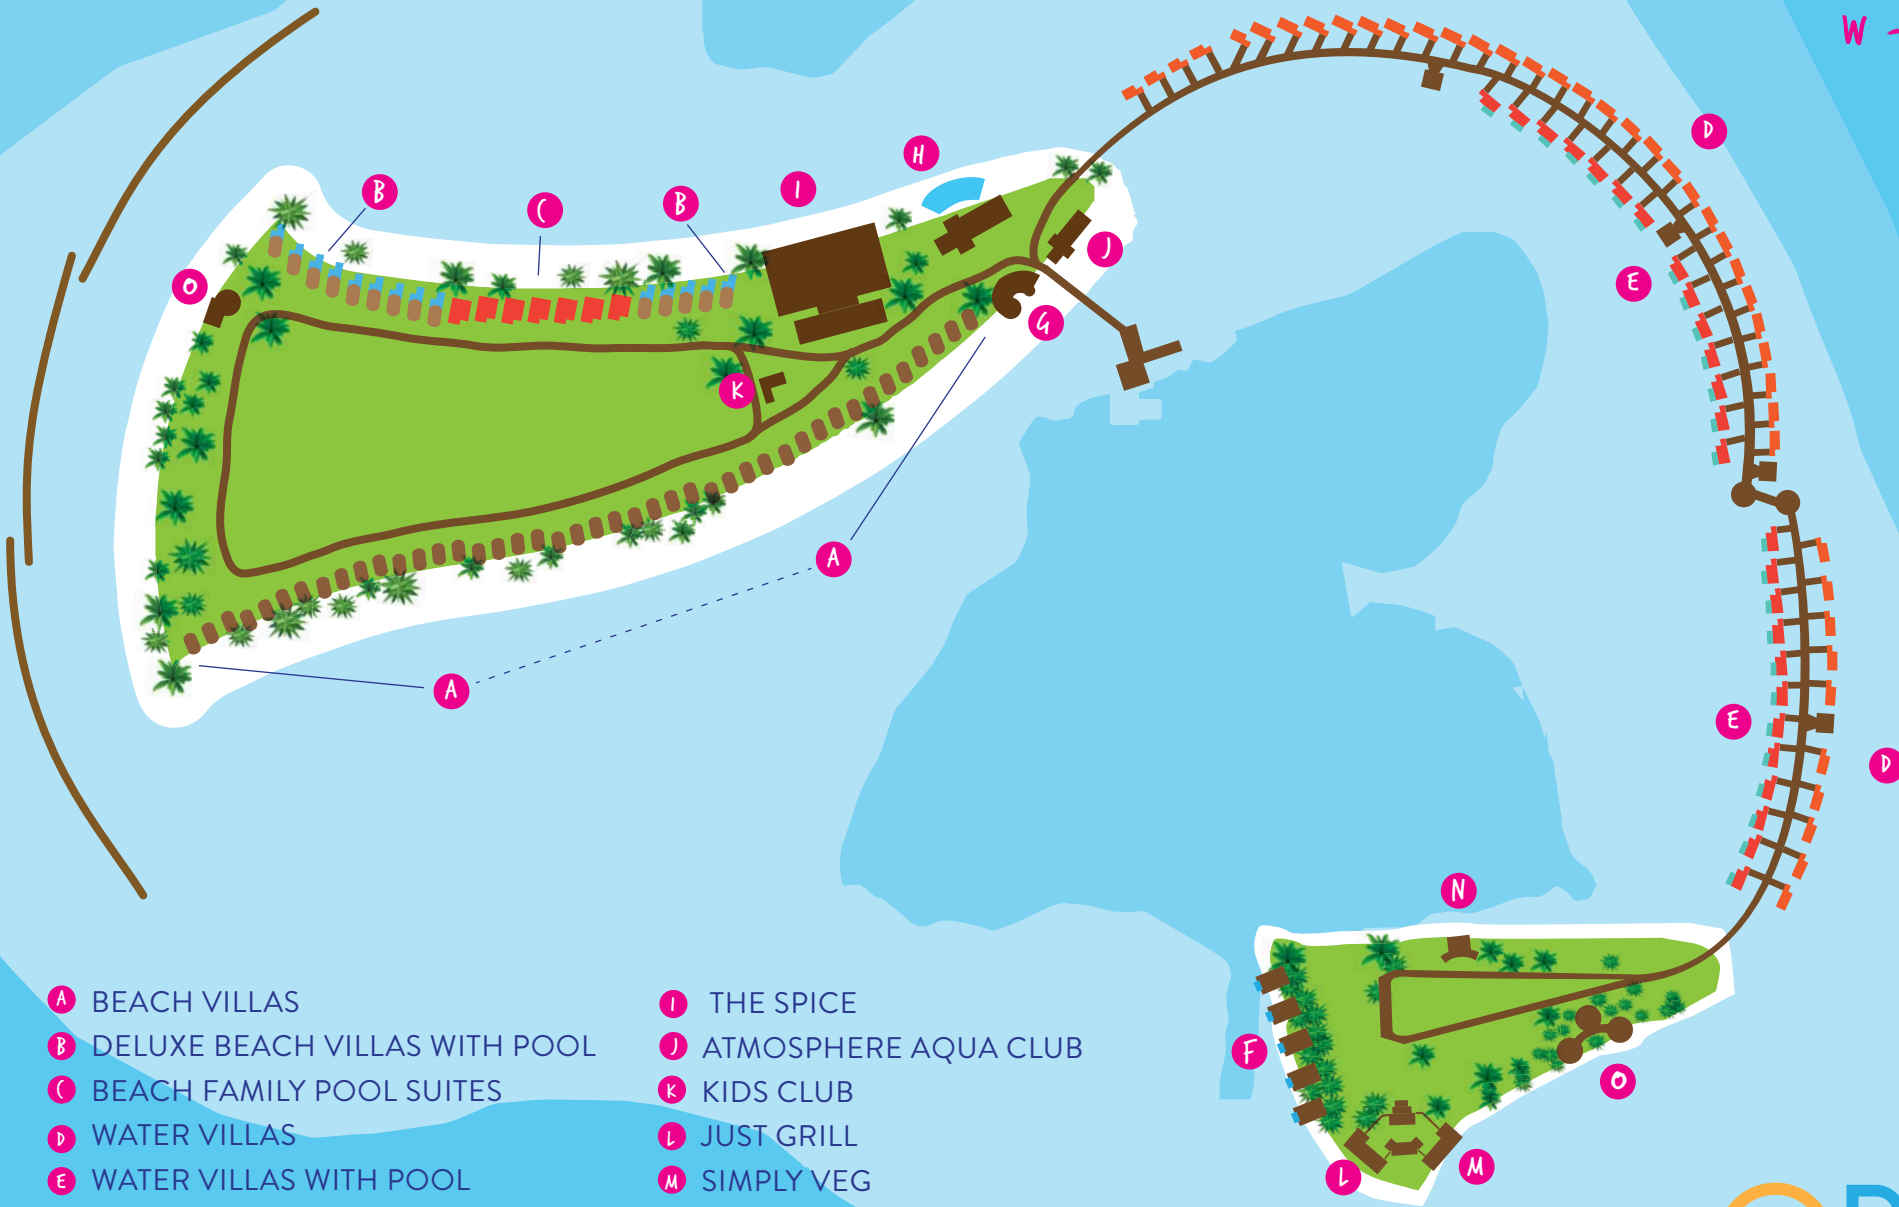 W
D
H
B
I
C
B
J
E
O
G
K
A
A
E
D
N
F
O
L
M
A BEACH VILLAS
B DELUXE BEACH VILLAS WITH POOL
C BEACH FAMILY POOL SUITES
D WATER VILLAS
E WATER VILLAS WITH POOL
I THE SPICE
J ATMOSPHERE AQUA CLUB
K KIDS CLUB
L JUST GRILL
M SIMPLY VEG